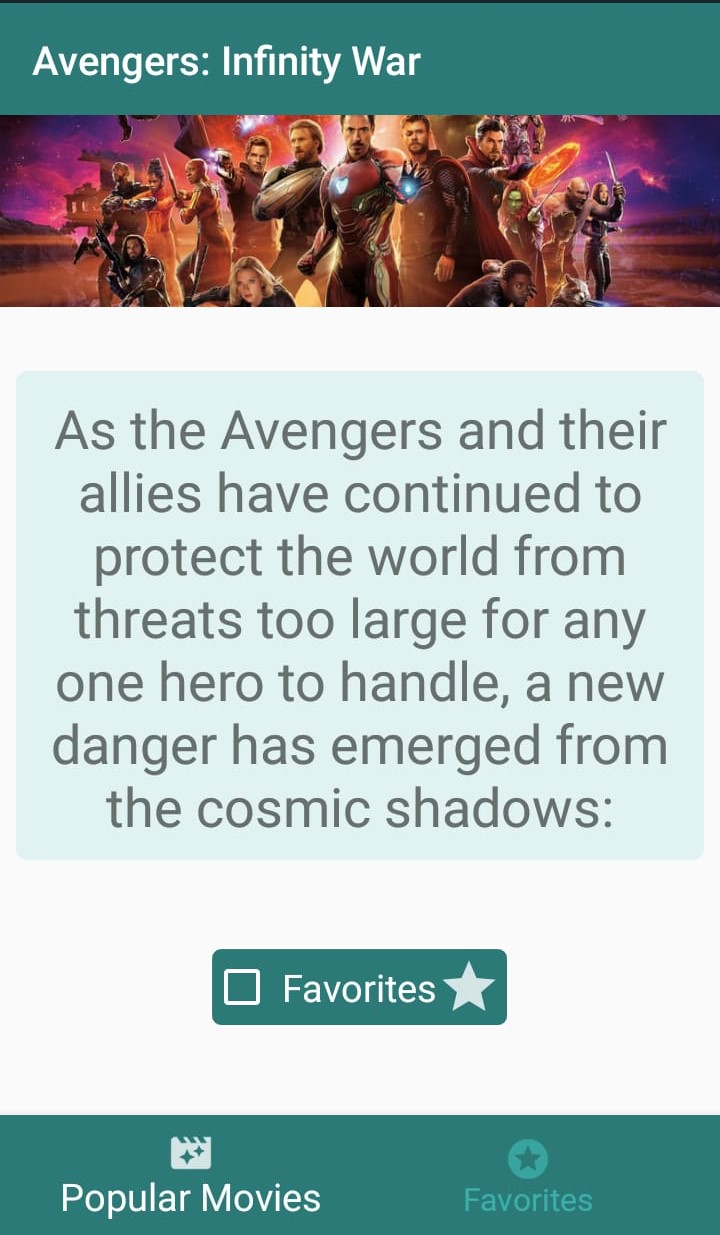 Avengers: Infinity War
As the Avengers and their
allies have continued to
protect the world from
threats too large for any
one hero to handle, a new
danger has emerged from
the cosmic shadows:
Favorites
Popular Movies
Favorites